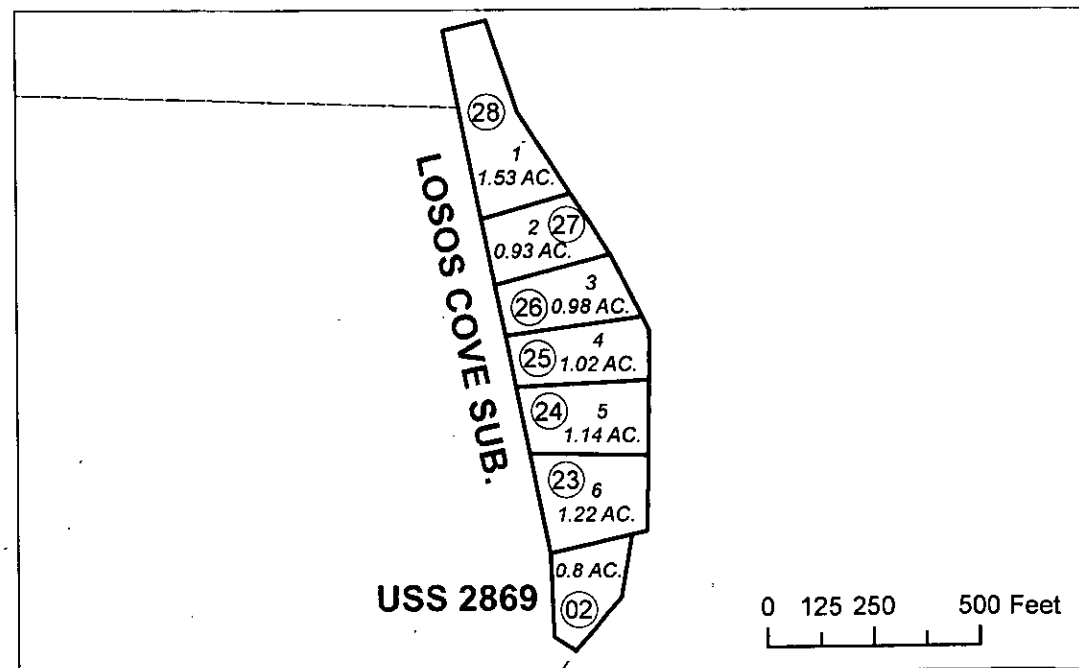 28
1
1.53 AC.
2 27
0.93 AC.
3
26 0.98 AC.
4
25 1.02 AC.
24 5
1.14 AC.
23 6
1.22 AC.
0.8 AC.
02
LOSOS COVE SUB.
USS 2869
0 125 250 500 Feet